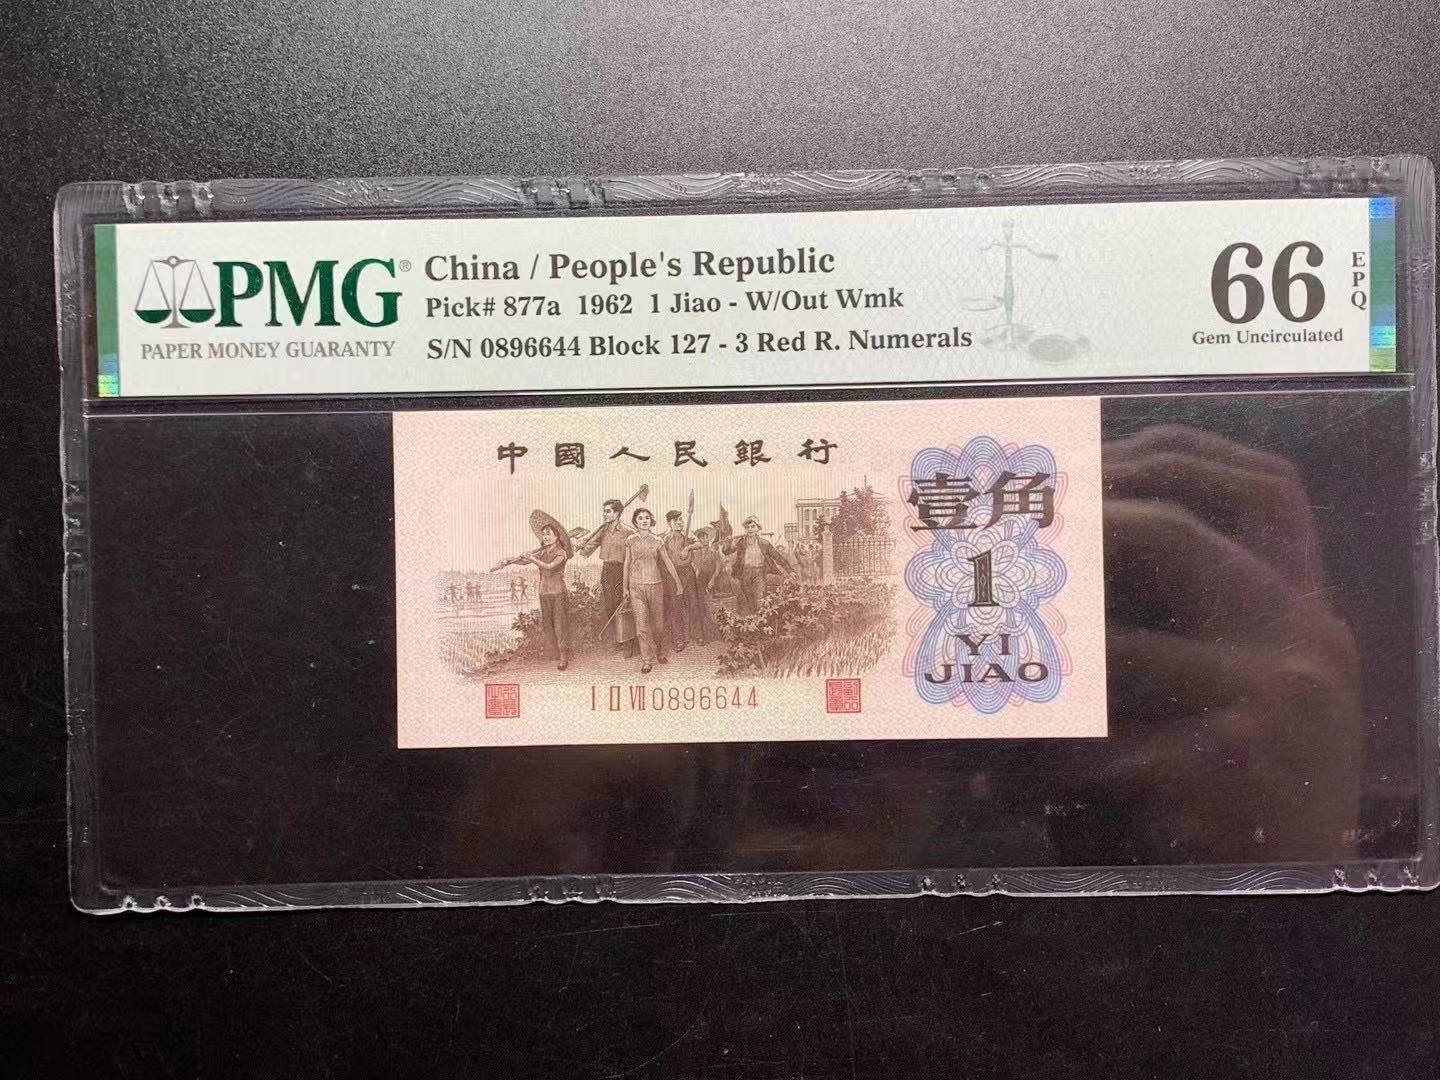 PMG®
PAPER MONEY GUARANTY
China / People's Republic
Pick# 877a 1962 1 Jiao - W/Out Wmk
S/N 0896644 Block 127 - 3 Red R. Numerals
66
EPQ
Gem Uncirculated
中國人民銀行
壹角
1
YI
JIAO
I II VII 0896644